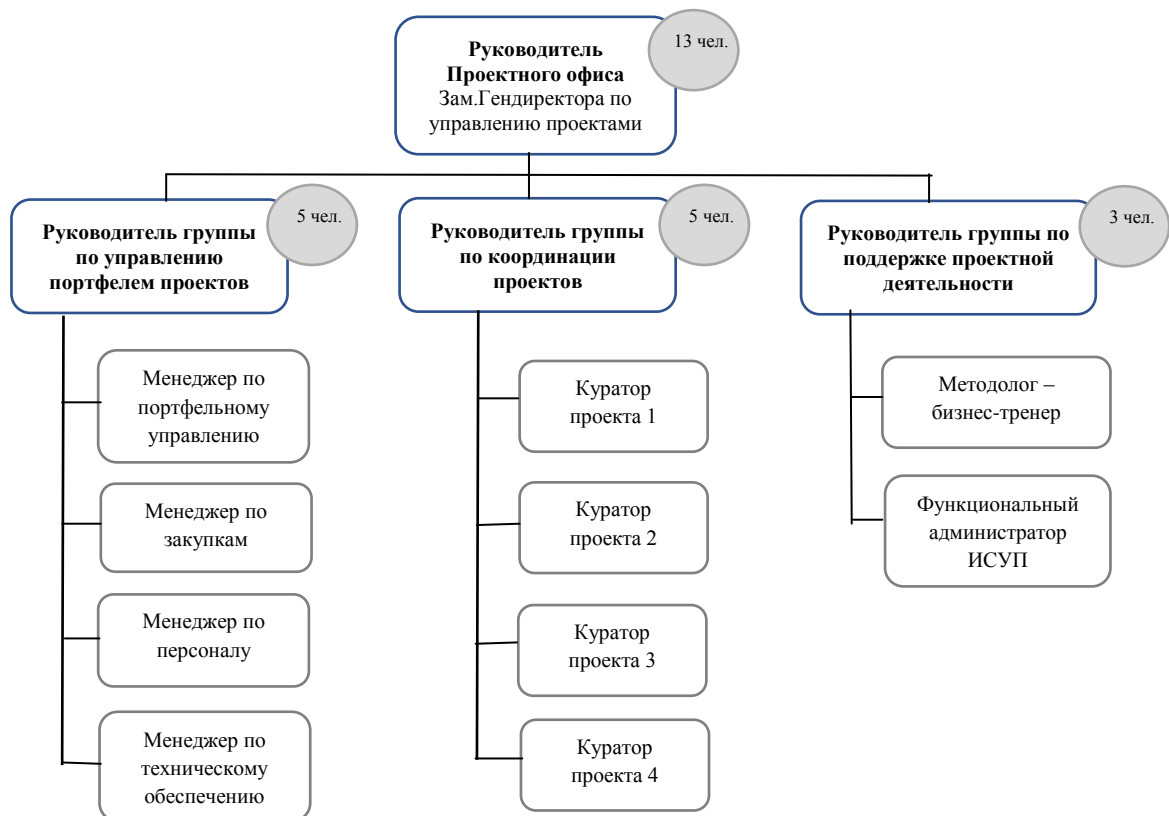 13 чел.
Руководитель
Проектного офиса
Зам.Гендиректора по
управлению проектами
5 чел.
Руководитель группы
по управлению
портфелем проектов
5 чел.
Руководитель группы
по координации
проектов
3 чел.
Руководитель группы по
поддержке проектной
деятельности
Менеджер по
портфельному
управлению
Менеджер по
закупкам
Менеджер по
персоналу
Менеджер по
техническому
обеспечению
Куратор
проекта 1
Куратор
проекта 2
Куратор
проекта 3
Куратор
проекта 4
Методолог –
бизнес-тренер
Функциональный
администратор
ИСУП